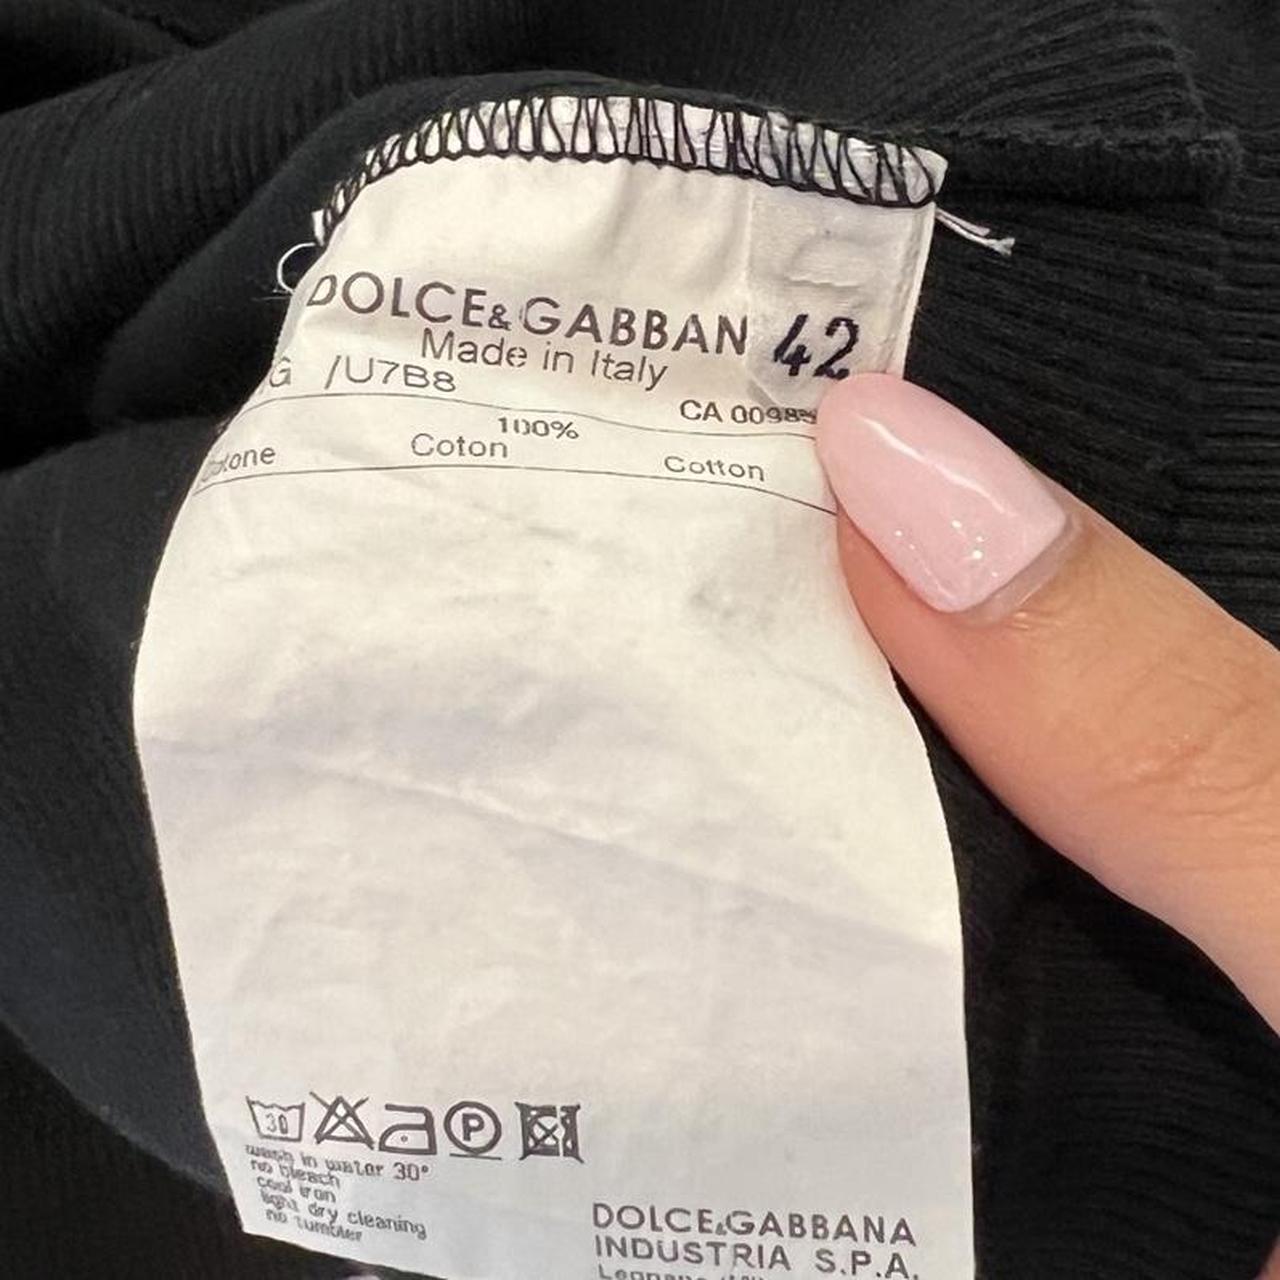 DOLCE&GABBAN 42
Made in Italy
G /U7B8
CA 0098
100%
Coton Cotton
30 P
wash in water 30°
no bleach
cool iron
light dry cleaning
no tumbler
DOLCE&GABBANA
INDUSTRIA S.P.A.